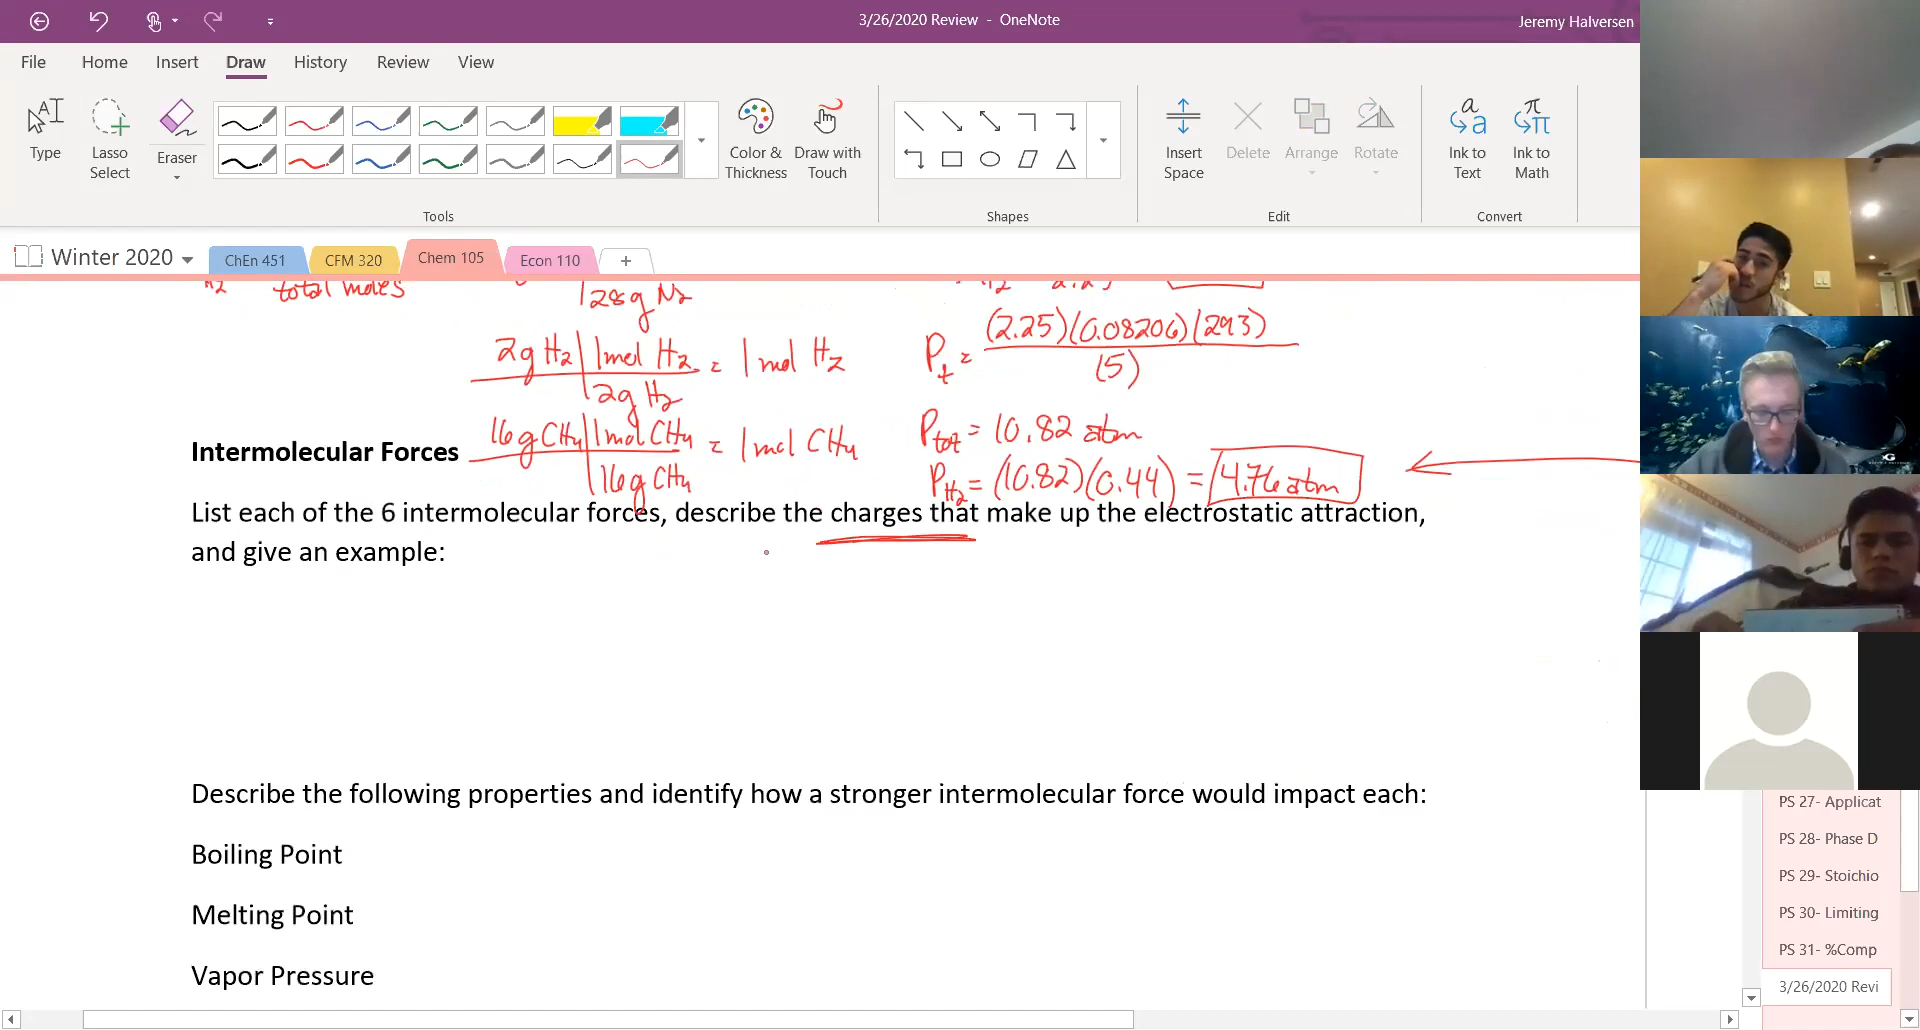 3/26/2020 Review - OneNote
Jeremy Halversen
File Home Insert Draw History Review View
Type
Lasso Select
Eraser
Color & Thickness
Draw with Touch
Insert Space
Delete
Arrange
Rotate
Ink to Text
Ink to Math
Tools
Shapes
Edit
Convert
Winter 2020
ChEn 451
CFM 320
Chem 105
Econ 110
H2 total moles
28g N2
2g H2 | 1mol H2 = 1 mol H2
2g H2
16g CH4 | 1mol CH4 = 1 mol CH4
16g CH4
(2.25)(0.08206)(293)
Pt =
(5)
Ptot = 10.82 atm
PH2 = (10.82)(0.44) = 4.76 atm
Intermolecular Forces
List each of the 6 intermolecular forces, describe the charges that make up the electrostatic attraction,
and give an example:
Describe the following properties and identify how a stronger intermolecular force would impact each:
Boiling Point
Melting Point
Vapor Pressure
PS 27- Applicat
PS 28- Phase D
PS 29- Stoichio
PS 30- Limiting
PS 31- %Comp
3/26/2020 Revi